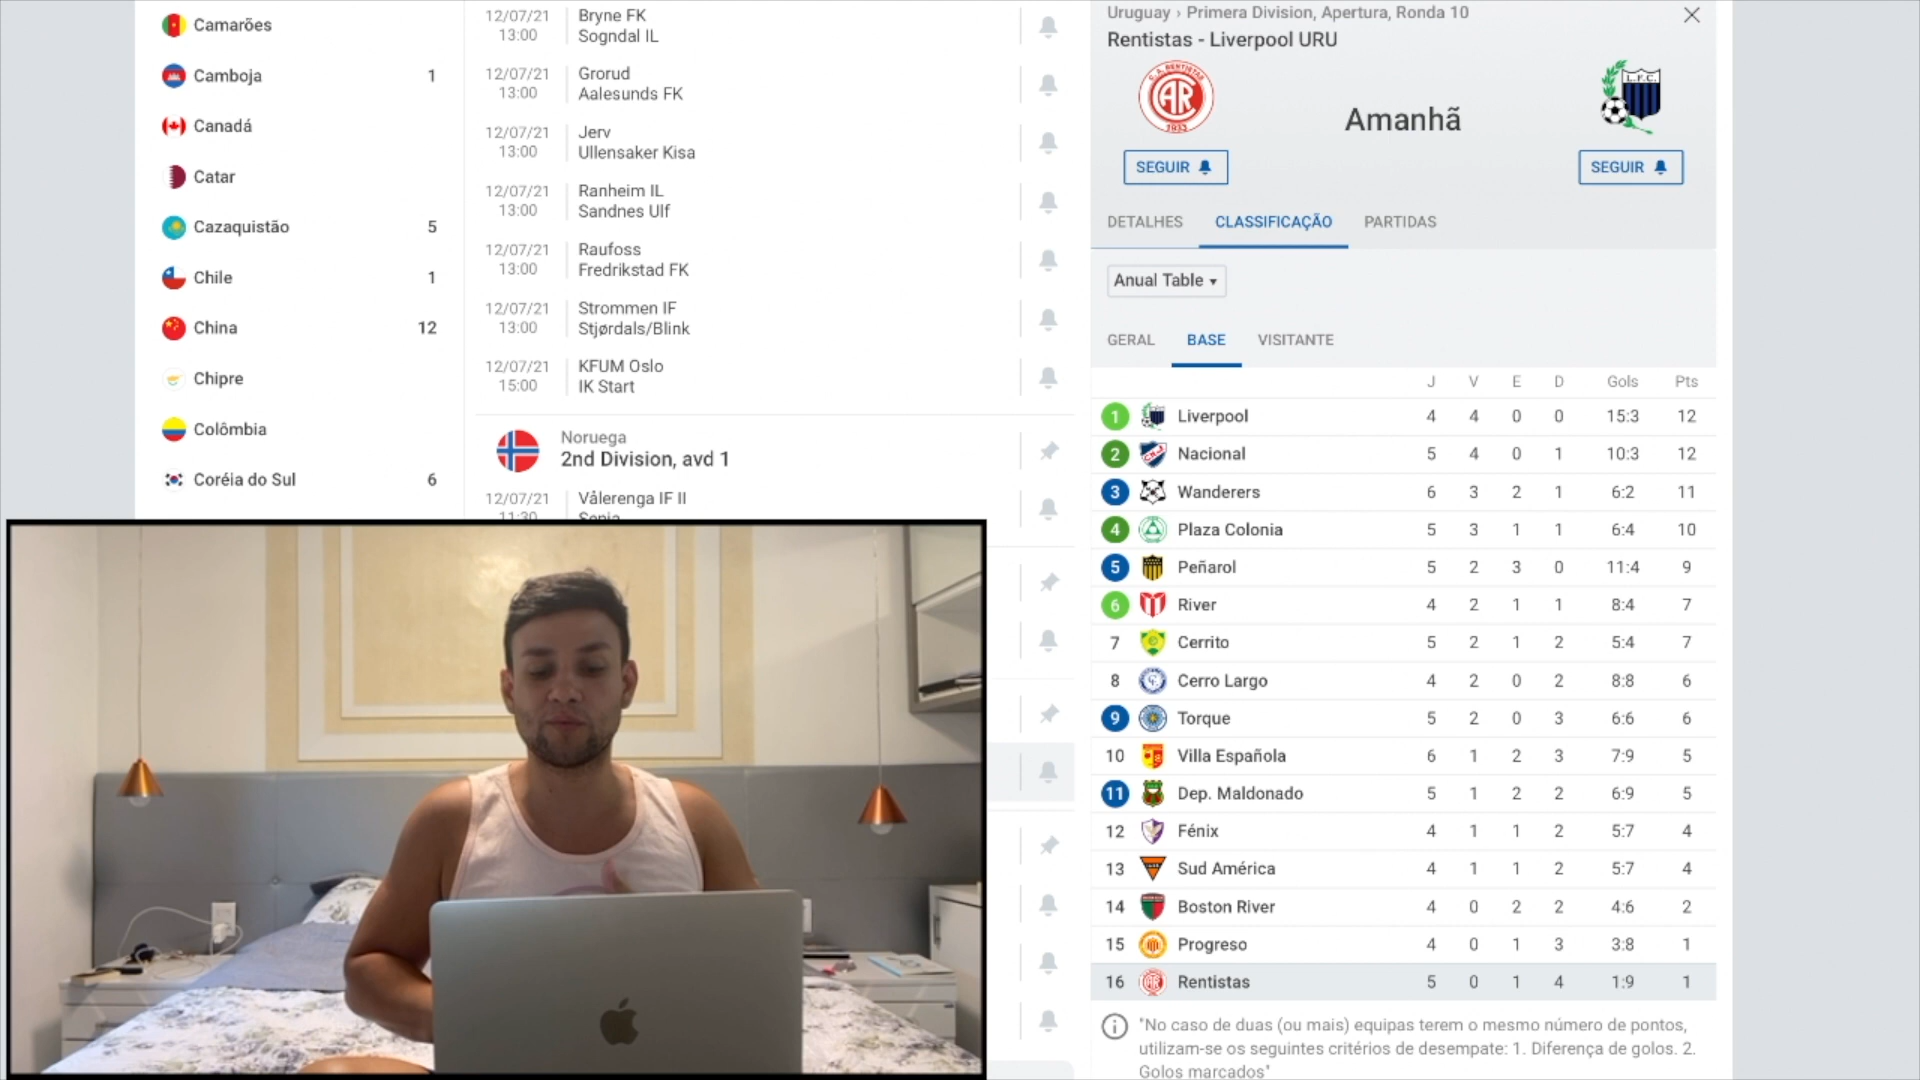 Camarões
Camboja 1
Canadá
Catar
Cazaquistão 5
Chile 1
China 12
Chipre
Colômbia
Coréia do Sul 6
12/07/21 Bryne FK
13:00 Sogndal IL
12/07/21 Grorud
13:00 Aalesunds FK
12/07/21 Jerv
13:00 Ullensaker Kisa
12/07/21 Ranheim IL
13:00 Sandnes Ulf
12/07/21 Raufoss
13:00 Fredrikstad FK
12/07/21 Strommen IF
13:00 Stjørdals/Blink
12/07/21 KFUM Oslo
15:00 IK Start
Noruega
2nd Division, avd 1
12/07/21 Vålerenga IF II
11:30
Uruguay › Primera Division, Apertura, Ronda 10
Rentistas - Liverpool URU
Amanhã
SEGUIR SEGUIR
DETALHES CLASSIFICAÇÃO PARTIDAS
Anual Table
GERAL BASE VISITANTE
J V E D Gols Pts
1 Liverpool 4 4 0 0 15:3 12
2 Nacional 5 4 0 1 10:3 12
3 Wanderers 6 3 2 1 6:2 11
4 Plaza Colonia 5 3 1 1 6:4 10
5 Peñarol 5 2 3 0 11:4 9
6 River 4 2 1 1 8:4 7
7 Cerrito 5 2 1 2 5:4 7
8 Cerro Largo 4 2 0 2 8:8 6
9 Torque 5 2 0 3 6:6 6
10 Villa Española 6 1 2 3 7:9 5
11 Dep. Maldonado 5 1 2 2 6:9 5
12 Fénix 4 1 1 2 5:7 4
13 Sud América 4 1 1 2 5:7 4
14 Boston River 4 0 2 2 4:6 2
15 Progreso 4 0 1 3 3:8 1
16 Rentistas 5 0 1 4 1:9 1
"No caso de duas (ou mais) equipas terem o mesmo número de pontos,
utilizam-se os seguintes critérios de desempate: 1. Diferença de golos. 2.
Golos marcados"